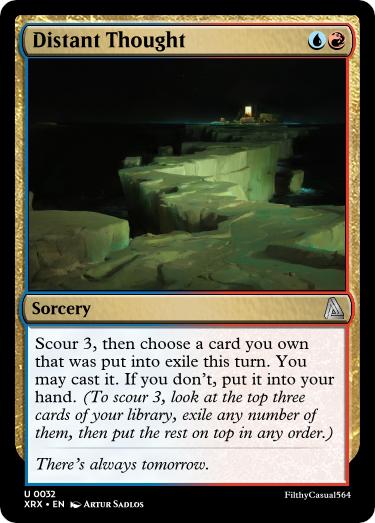 Distant Thought
Sorcery
Scour 3, then choose a card you own
that was put into exile this turn. You
may cast it. If you don't, put it into your
hand. (To scour 3, look at the top three
cards of your library, exile any number of
them, then put the rest on top in any order.)
There's always tomorrow.
U 0032
XRX • EN Artur Sadlos
FilthyCasual564